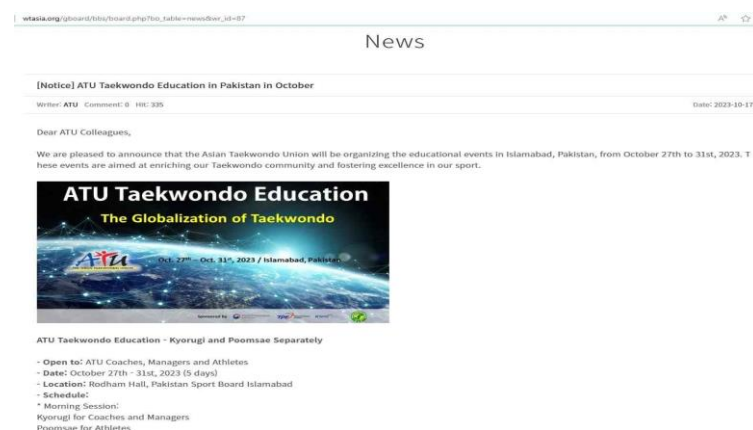 wtasia.org/gboard/bbs/board.php?bo_table=news&wr_id=87
News
[Notice] ATU Taekwondo Education in Pakistan in October
Writer: ATU Comment: 0 Hit: 335 Date: 2023-10-17
Dear ATU Colleagues,
We are pleased to announce that the Asian Taekwondo Union will be organizing the educational events in Islamabad, Pakistan, from October 27th to 31st, 2023. T
hese events are aimed at enriching our Taekwondo community and fostering excellence in our sport.
ATU Taekwondo Education
The Globalization of Taekwondo
ATU
Oct. 27th – Oct. 31st, 2023 / Islamabad, Pakistan
Sponsored by
ATU Taekwondo Education - Kyorugi and Poomsae Separately
- Open to: ATU Coaches, Managers and Athletes
- Date: October 27th - 31st, 2023 (5 days)
- Location: Rodham Hall, Pakistan Sport Board Islamabad
- Schedule:
* Morning Session:
Kyorugi for Coaches and Managers
Poomsae for Athletes